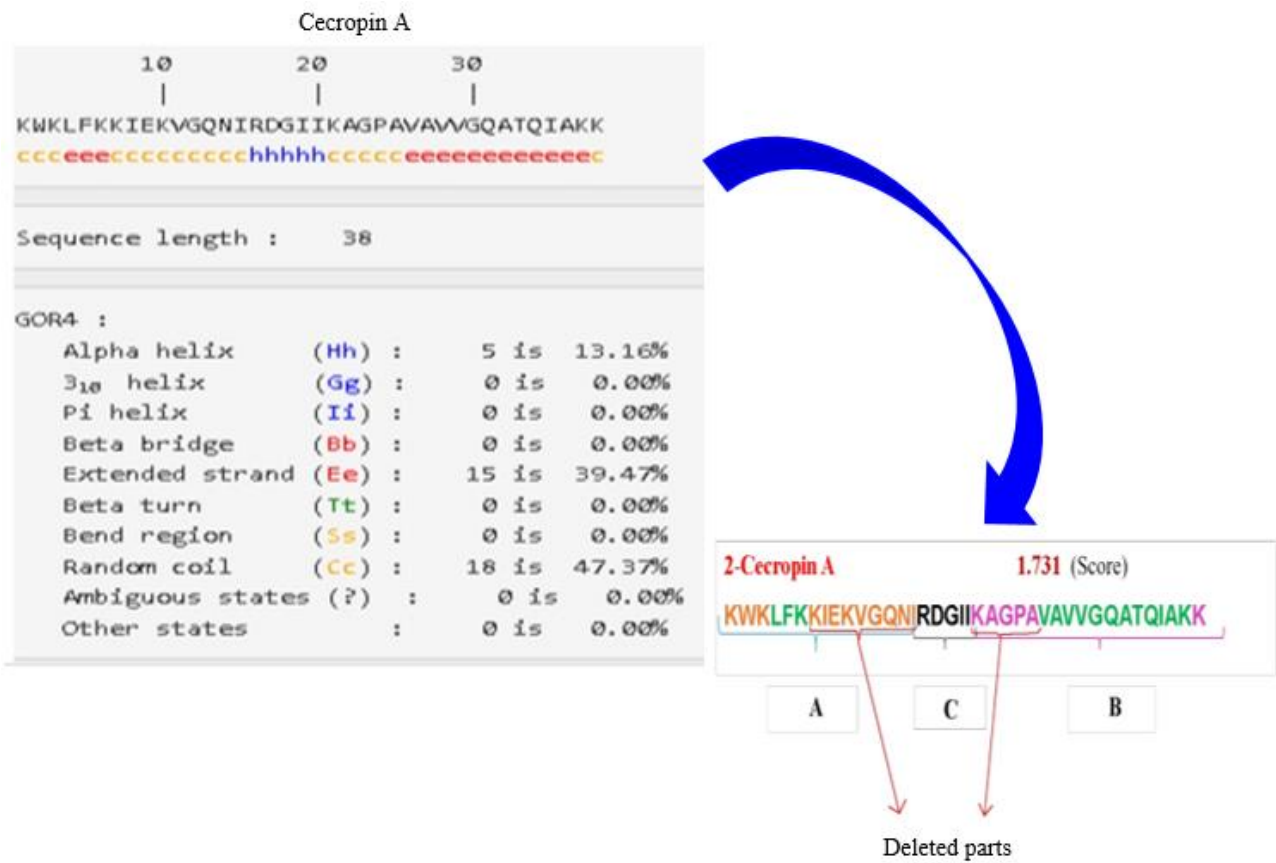 Cecropin A
10 20 30
| | |
KWKLFKKIEKVGQNIRDGIIKAGPAVAVVGQATQIAKK
ccceeeccccccccchhhhhccccceeeeeeeeeeeec
Sequence length : 38
GOR4 :
Alpha helix (Hh) : 5 is 13.16%
3₁₀ helix (Gg) : 0 is 0.00%
Pi helix (Ii) : 0 is 0.00%
Beta bridge (Bb) : 0 is 0.00%
Extended strand (Ee) : 15 is 39.47%
Beta turn (Tt) : 0 is 0.00%
Bend region (Ss) : 0 is 0.00%
Random coil (Cc) : 18 is 47.37%
Ambiguous states (?) : 0 is 0.00%
Other states : 0 is 0.00%
2-Cecropin A 1.731 (Score)
KWKLFKKIEKVGQNIRDGIIKAGPAVAVVGQATQIAKK
A C B
Deleted parts